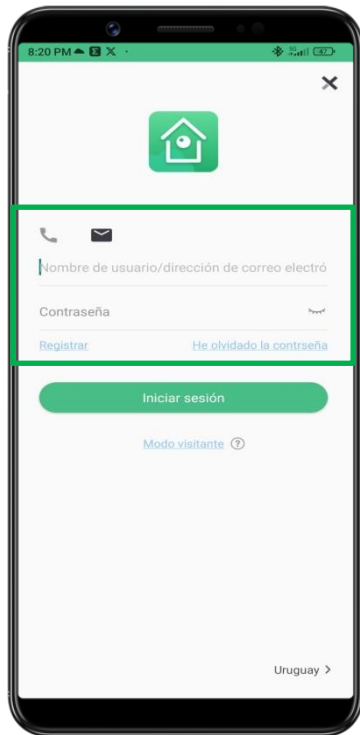 8:20 PM
Nombre de usuario/dirección de correo electró
Contraseña
Registrar He olvidado la contrseña
Iniciar sesión
Modo visitante ?
Uruguay >